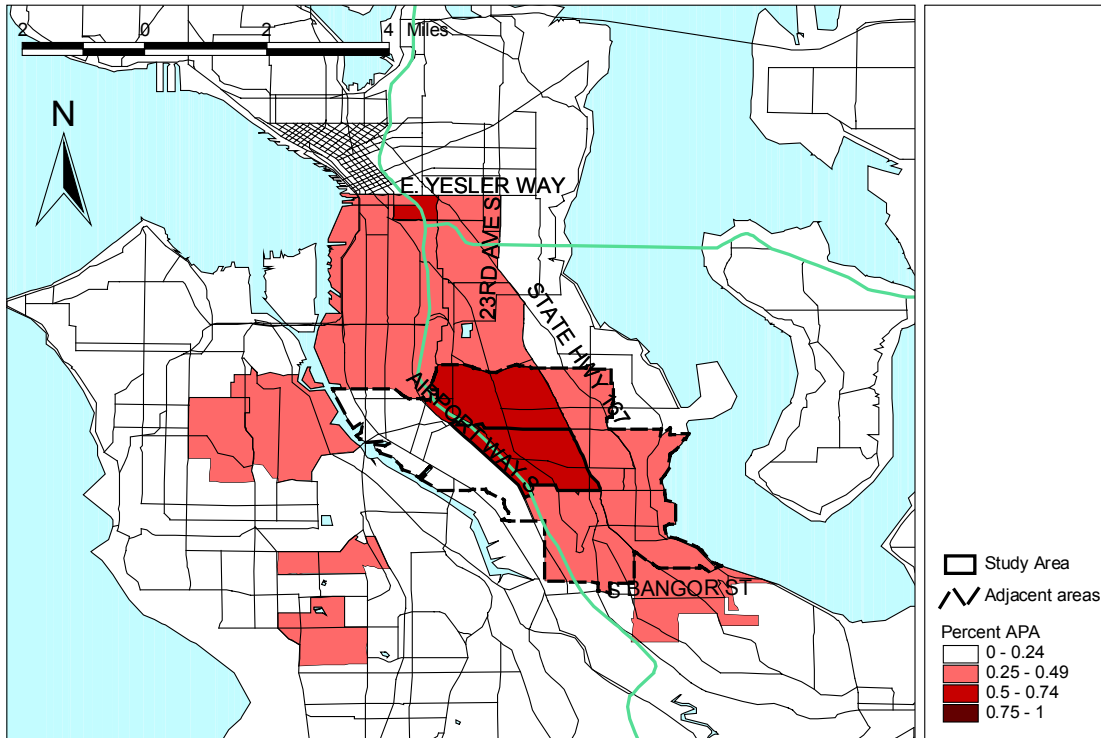 2 0 2 4 Miles
N
E. YESLER WAY
23RD AVE S
STATE HWY 167
AIRPORT WAY S
S BANGOR ST
Study Area
Adjacent areas
Percent APA
0 - 0.24
0.25 - 0.49
0.5 - 0.74
0.75 - 1